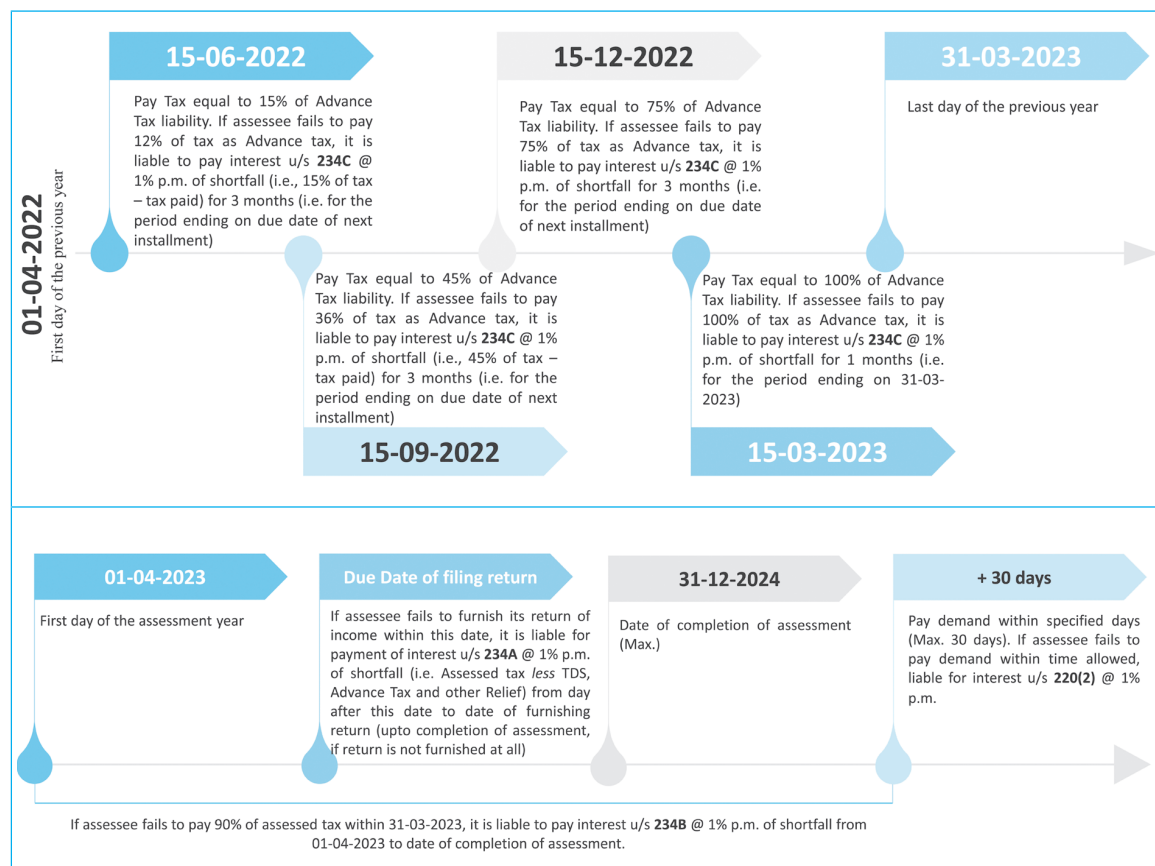 01-04-2022
First day of the previous year
15-06-2022
Pay Tax equal to 15% of Advance
Tax liability. If assessee fails to pay
12% of tax as Advance tax, it is
liable to pay interest u/s 234C @
1% p.m. of shortfall (i.e., 15% of tax
– tax paid) for 3 months (i.e. for the
period ending on due date of next
installment)
Pay Tax equal to 45% of Advance
Tax liability. If assessee fails to pay
36% of tax as Advance tax, it is
liable to pay interest u/s 234C @ 1%
p.m. of shortfall (i.e., 45% of tax –
tax paid) for 3 months (i.e. for the
period ending on due date of next
installment)
15-09-2022
15-12-2022
Pay Tax equal to 75% of Advance
Tax liability. If assessee fails to pay
75% of tax as Advance tax, it is
liable to pay interest u/s 234C @ 1%
p.m. of shortfall for 3 months (i.e.
for the period ending on due date
of next installment)
Pay Tax equal to 100% of Advance
Tax liability. If assessee fails to pay
100% of tax as Advance tax, it is
liable to pay interest u/s 234C @ 1%
p.m. of shortfall for 1 months (i.e.
for the period ending on 31-03-
2023)
15-03-2023
31-03-2023
Last day of the previous year
01-04-2023
First day of the assessment year
Due Date of filing return
If assessee fails to furnish its return of
income within this date, it is liable for
payment of interest u/s 234A @ 1% p.m.
of shortfall (i.e. Assessed tax less TDS,
Advance Tax and other Relief) from day
after this date to date of furnishing
return (upto completion of assessment,
if return is not furnished at all)
31-12-2024
Date of completion of assessment
(Max.)
+ 30 days
Pay demand within specified days
(Max. 30 days). If assessee fails to
pay demand within time allowed,
liable for interest u/s 220(2) @ 1%
p.m.
If assessee fails to pay 90% of assessed tax within 31-03-2023, it is liable to pay interest u/s 234B @ 1% p.m. of shortfall from
01-04-2023 to date of completion of assessment.